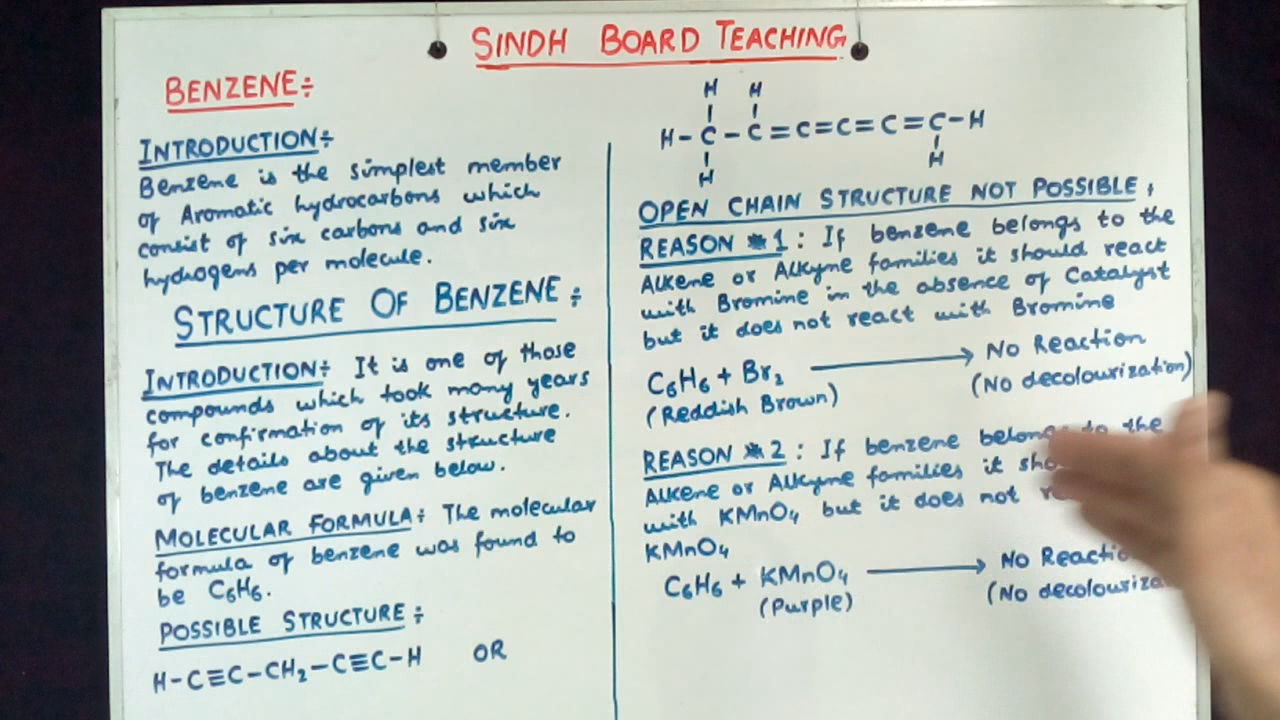 SINDH BOARD TEACHING
BENZENE:
INTRODUCTION:
Benzene is the simplest member
of Aromatic hydrocarbons which
consist of six carbons and six
hydrogens per molecule.
STRUCTURE OF BENZENE:
INTRODUCTION: It is one of those
compounds which took many years
for confirmation of its structure.
The details about the structure
of benzene are given below.
MOLECULAR FORMULA: The molecular
formula of benzene was found to
be C₆H₆.
POSSIBLE STRUCTURE:
H-C≡C-CH₂-C≡C-H OR
H H
H-C-C=C=C=C=C-H
H H
OPEN CHAIN STRUCTURE NOT POSSIBLE:
REASON #1: If benzene belongs to the
Alkene or Alkyne families it should react
with Bromine in the absence of Catalyst
but it does not react with Bromine
C₆H₆ + Br₂ → No Reaction
(Reddish Brown) (No decolourization)
REASON #2: If benzene belongs to the
Alkene or Alkyne families it
with KMnO₄ but it does not
KMnO₄
C₆H₆ + KMnO₄ → No
(Purple) (No